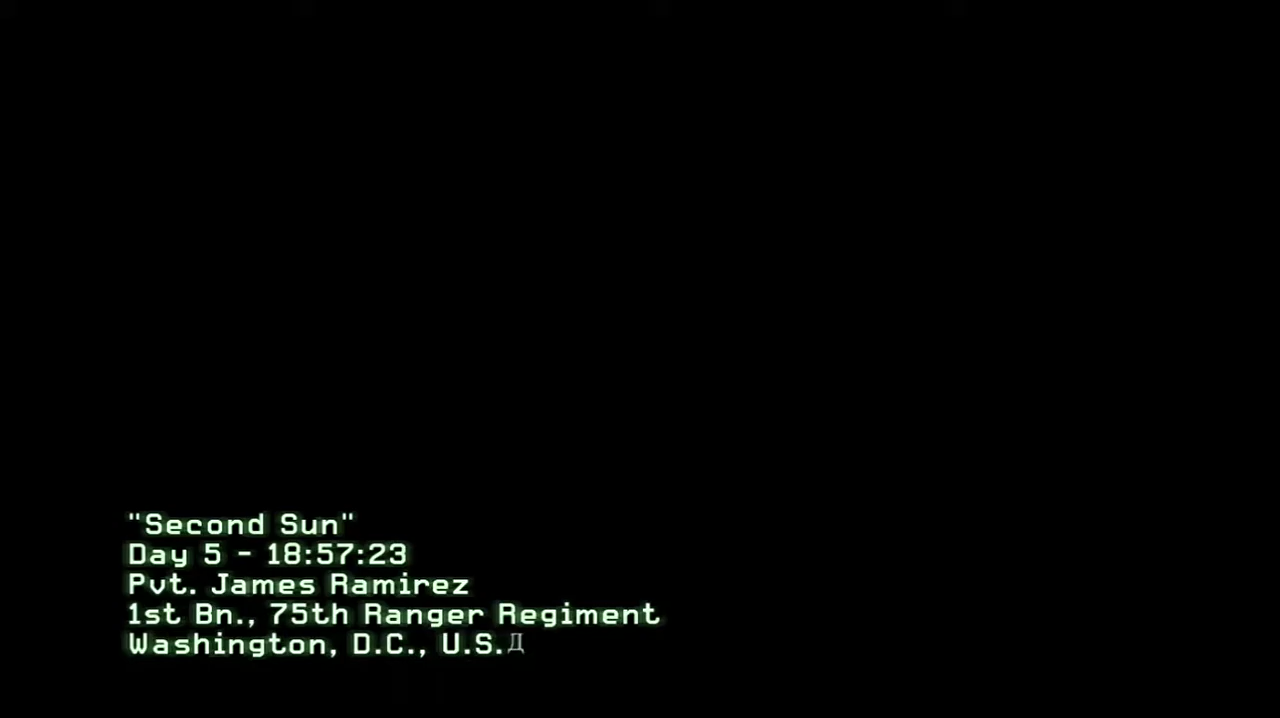 "Second Sun"
Day 5 - 18:57:23
Pvt. James Ramirez
1st Bn., 75th Ranger Regiment
Washington, D.C., U.S.Д